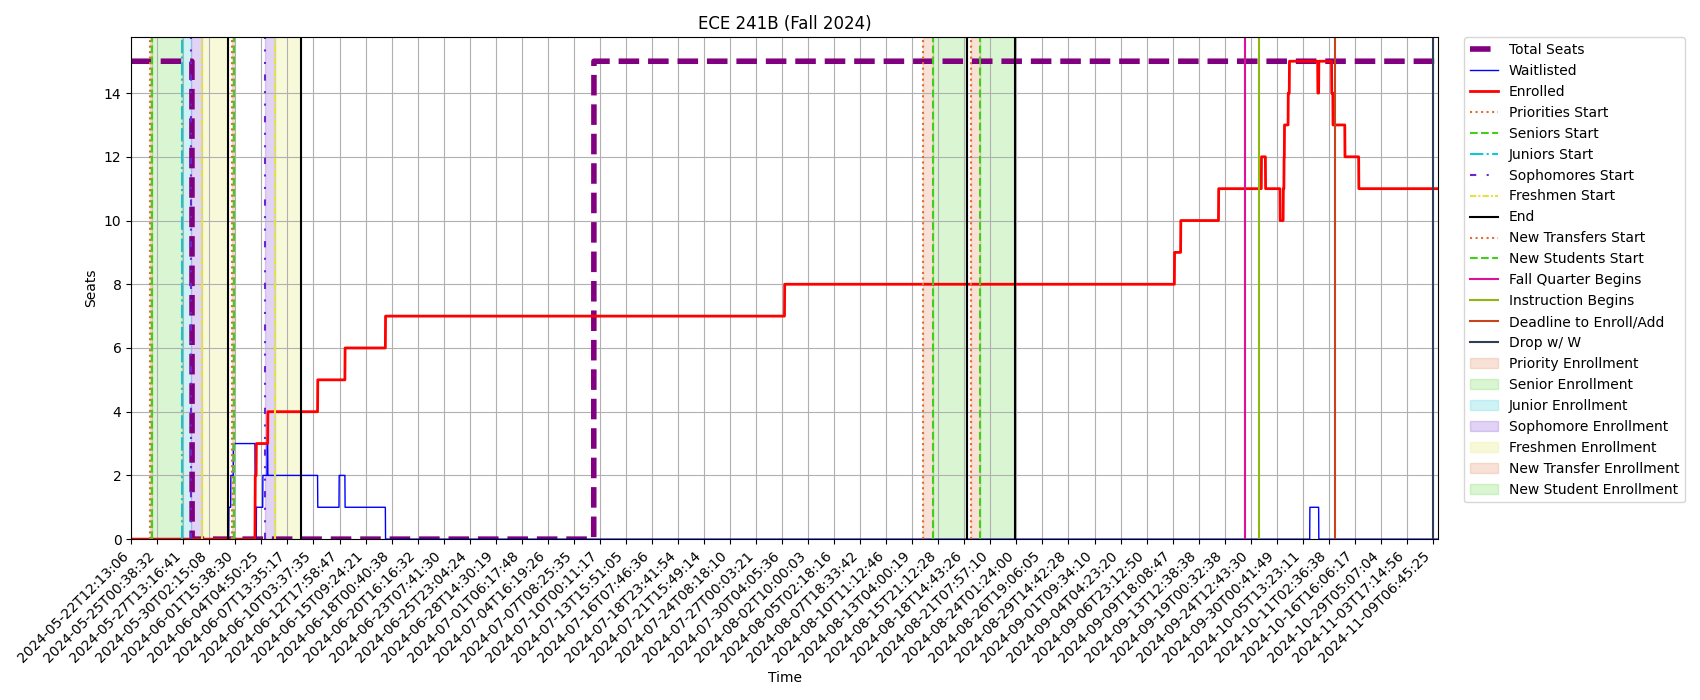 ECE 241B (Fall 2024)
Seats
14
12
10
8
6
4
2
0
2024-05-22T12:13:06
2024-05-25T00:38:32
2024-05-27T13:16:41
2024-05-30T02:15:08
2024-06-01T15:38:30
2024-06-04T04:50:25
2024-06-07T13:35:17
2024-06-10T03:37:35
2024-06-12T17:58:47
2024-06-15T09:24:21
2024-06-18T00:40:38
2024-06-20T16:16:32
2024-06-23T07:41:30
2024-06-25T23:04:24
2024-06-28T14:30:19
2024-07-01T06:17:48
2024-07-04T16:19:26
2024-07-07T08:25:35
2024-07-10T00:11:17
2024-07-13T15:51:05
2024-07-16T07:46:36
2024-07-18T23:41:54
2024-07-21T15:49:14
2024-07-24T08:18:10
2024-07-27T00:03:21
2024-07-30T04:05:36
2024-08-02T10:00:03
2024-08-05T02:18:16
2024-08-07T18:33:42
2024-08-10T11:12:46
2024-08-13T04:00:19
2024-08-15T21:12:28
2024-08-18T14:43:26
2024-08-21T07:57:10
2024-08-24T01:24:00
2024-08-26T19:06:05
2024-08-29T14:42:28
2024-09-01T09:34:10
2024-09-04T04:23:20
2024-09-06T23:12:50
2024-09-09T18:08:47
2024-09-13T12:38:38
2024-09-19T00:32:38
2024-09-24T12:43:30
2024-09-30T00:41:49
2024-10-05T13:23:11
2024-10-11T02:36:38
2024-10-16T16:06:17
2024-10-29T05:07:04
2024-11-03T17:14:56
2024-11-09T06:45:25
Time
Total Seats
Waitlisted
Enrolled
Priorities Start
Seniors Start
Juniors Start
Sophomores Start
Freshmen Start
End
New Transfers Start
New Students Start
Fall Quarter Begins
Instruction Begins
Deadline to Enroll/Add
Drop w/ W
Priority Enrollment
Senior Enrollment
Junior Enrollment
Sophomore Enrollment
Freshmen Enrollment
New Transfer Enrollment
New Student Enrollment